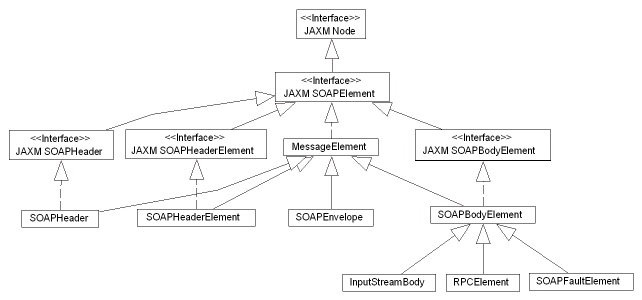 <<Interface>>
JAXM Node
<<Interface>>
JAXM SOAPElement
<<Interface>>
JAXM SOAPHeader
<<Interface>>
JAXM SOAPHeaderElement
MessageElement
<<Interface>>
JAXM SOAPBodyElement
SOAPHeader
SOAPHeaderElement
SOAPEnvelope
SOAPBodyElement
InputStreamBody
RPCElement
SOAPFaultElement